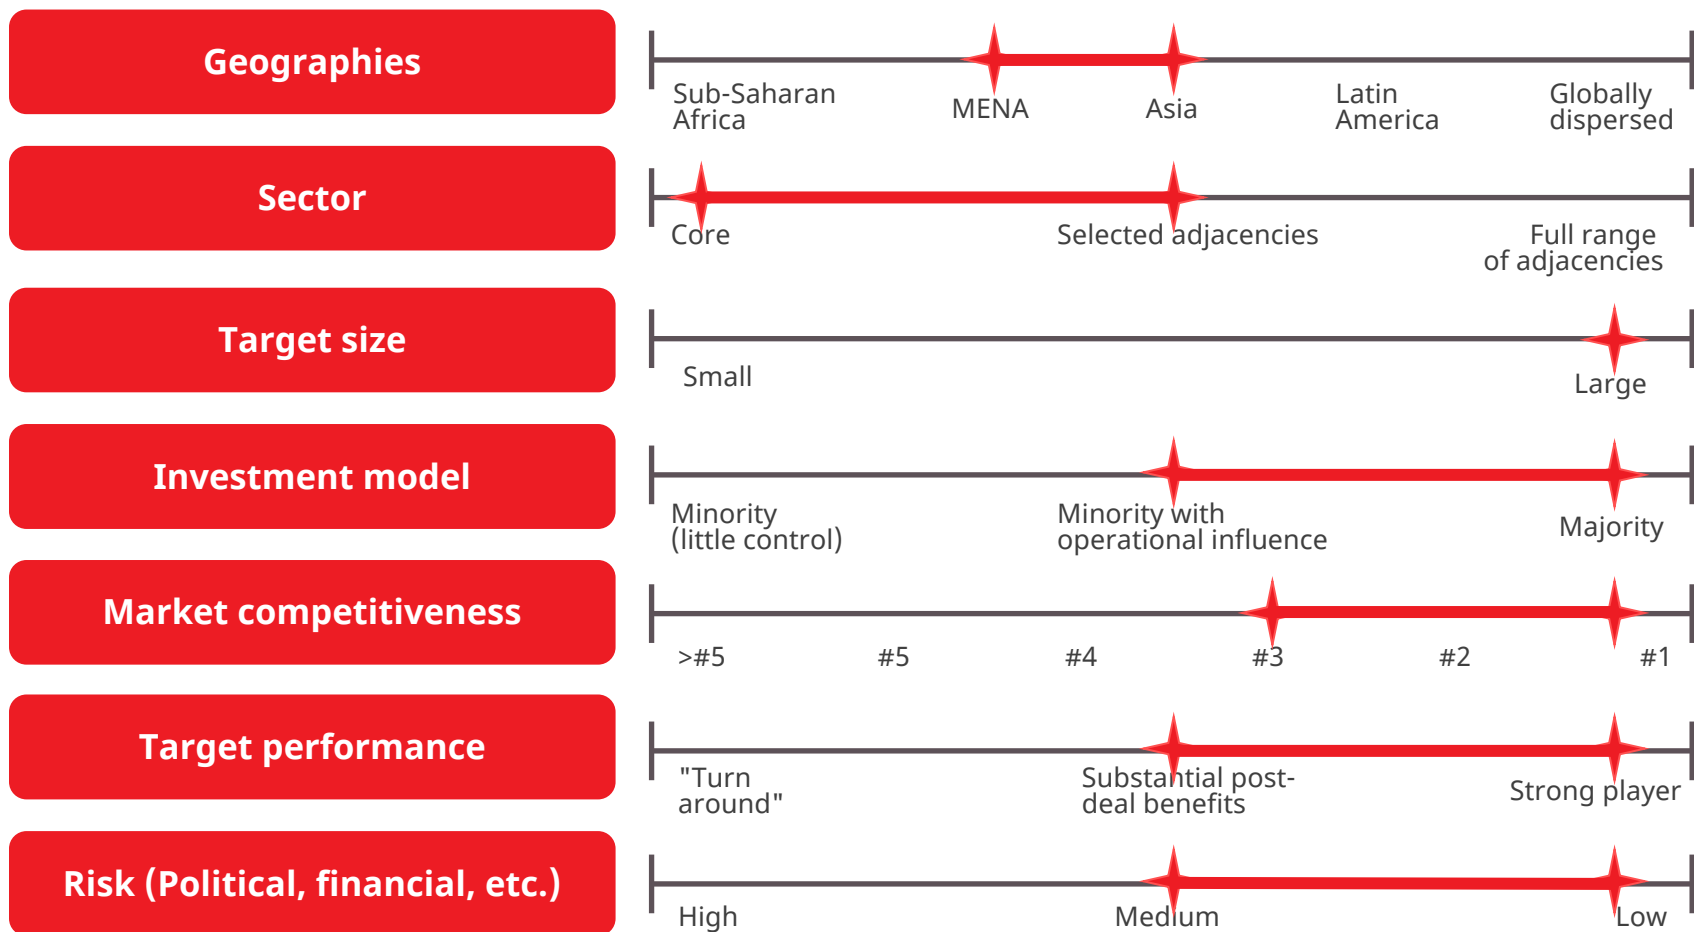 Geographies
Sub-Saharan
Africa
MENA
Asia
Latin
America
Globally
dispersed
Sector
Core
Selected adjacencies
Full range
of adjacencies
Target size
Small
Large
Investment model
Minority
(little control)
Minority with
operational influence
Majority
Market competitiveness
>#5
#5
#4
#3
#2
#1
Target performance
"Turn
around"
Substantial post-
deal benefits
Strong player
Risk (Political, financial, etc.)
High
Medium
Low